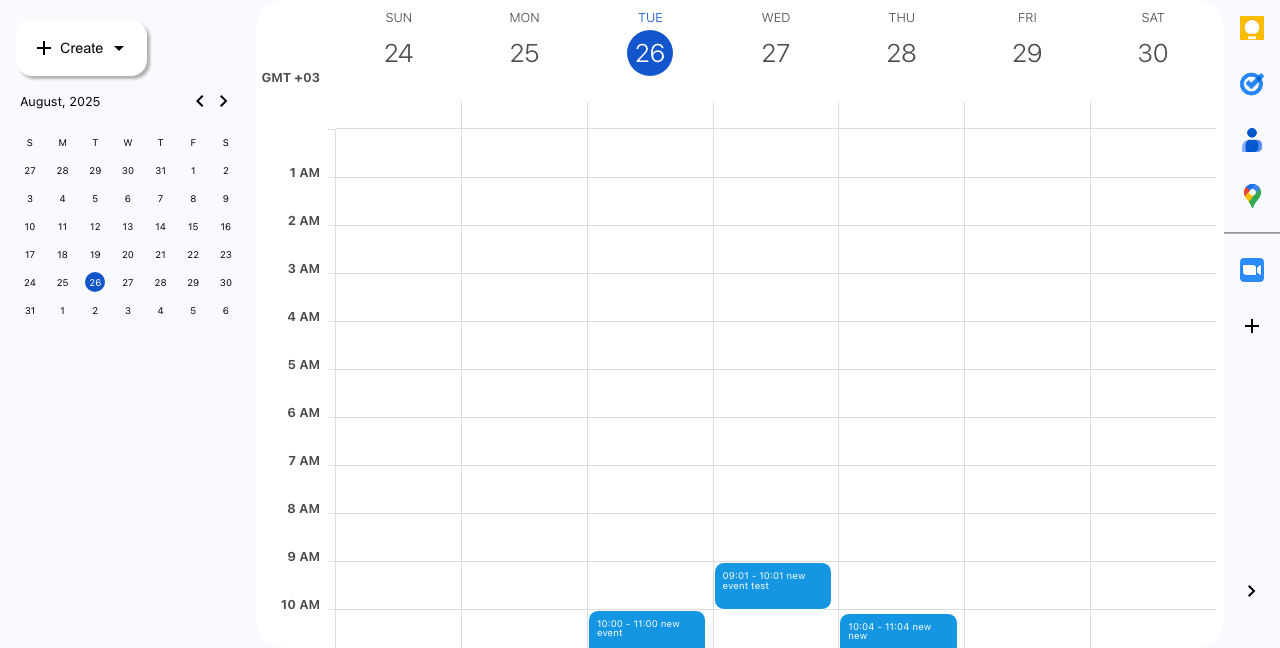 Create
August, 2025
S M T W T F S
27 28 29 30 31 1 2
3 4 5 6 7 8 9
10 11 12 13 14 15 16
17 18 19 20 21 22 23
24 25 26 27 28 29 30
31 1 2 3 4 5 6
SUN MON TUE WED THU FRI SAT
24 25 26 27 28 29 30
GMT +03
1 AM
2 AM
3 AM
4 AM
5 AM
6 AM
7 AM
8 AM
9 AM
09:01 - 10:01 new
event test
10 AM
10:00 - 11:00 new
event
10:04 - 11:04 new
new